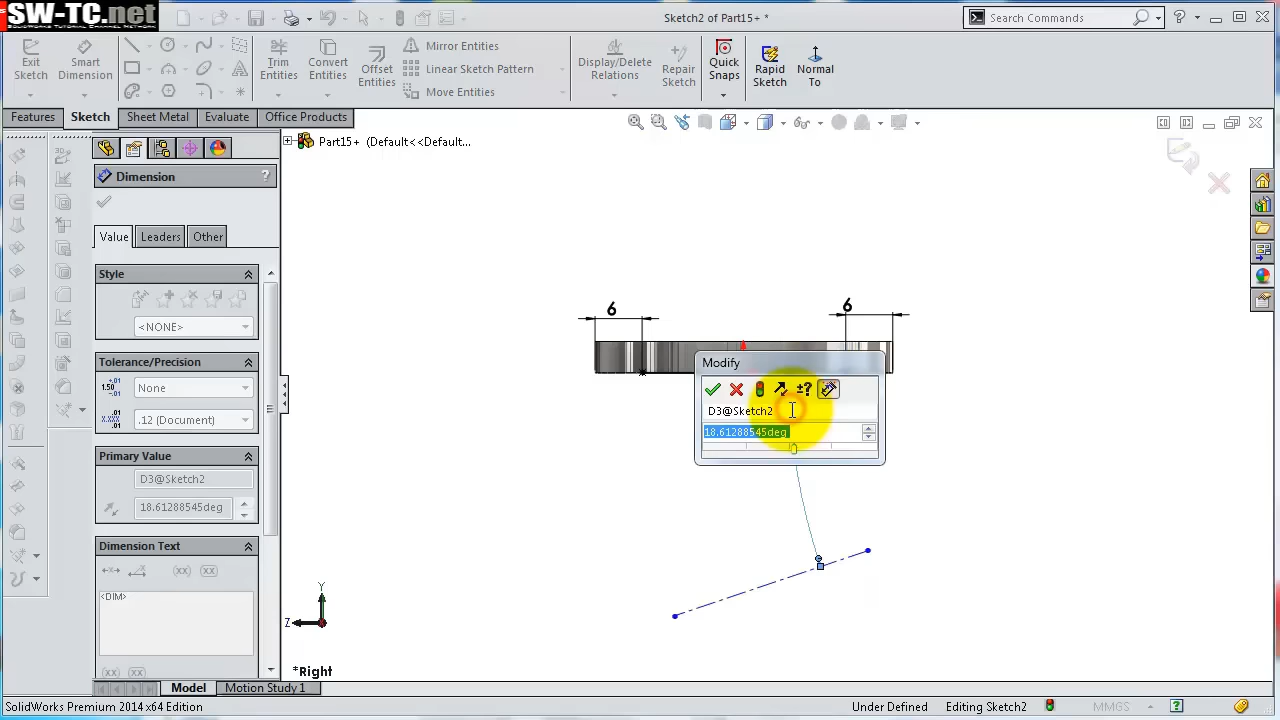 SW-TC.net
SOLIDWORKS TUTORIAL CHANNEL NETWORK
Sketch2 of Part15+ *
Search Commands
Exit Sketch
Smart Dimension
Trim Entities
Convert Entities
Offset Entities
Mirror Entities
Linear Sketch Pattern
Move Entities
Display/Delete Relations
Repair Sketch
Quick Snaps
Rapid Sketch
Normal To
Features
Sketch
Sheet Metal
Evaluate
Office Products
Part15+ (Default<<Default...
Dimension
?
Value
Leaders
Other
Style
<NONE>
Tolerance/Precision
None
.12 (Document)
Primary Value
D3@Sketch2
18.61288545deg
Dimension Text
<DIM>
6
6
Modify
D3@Sketch2
18.61288545deg
Y
Z
*Right
Model
Motion Study 1
SolidWorks Premium 2014 x64 Edition
Under Defined
Editing Sketch2
MMGS